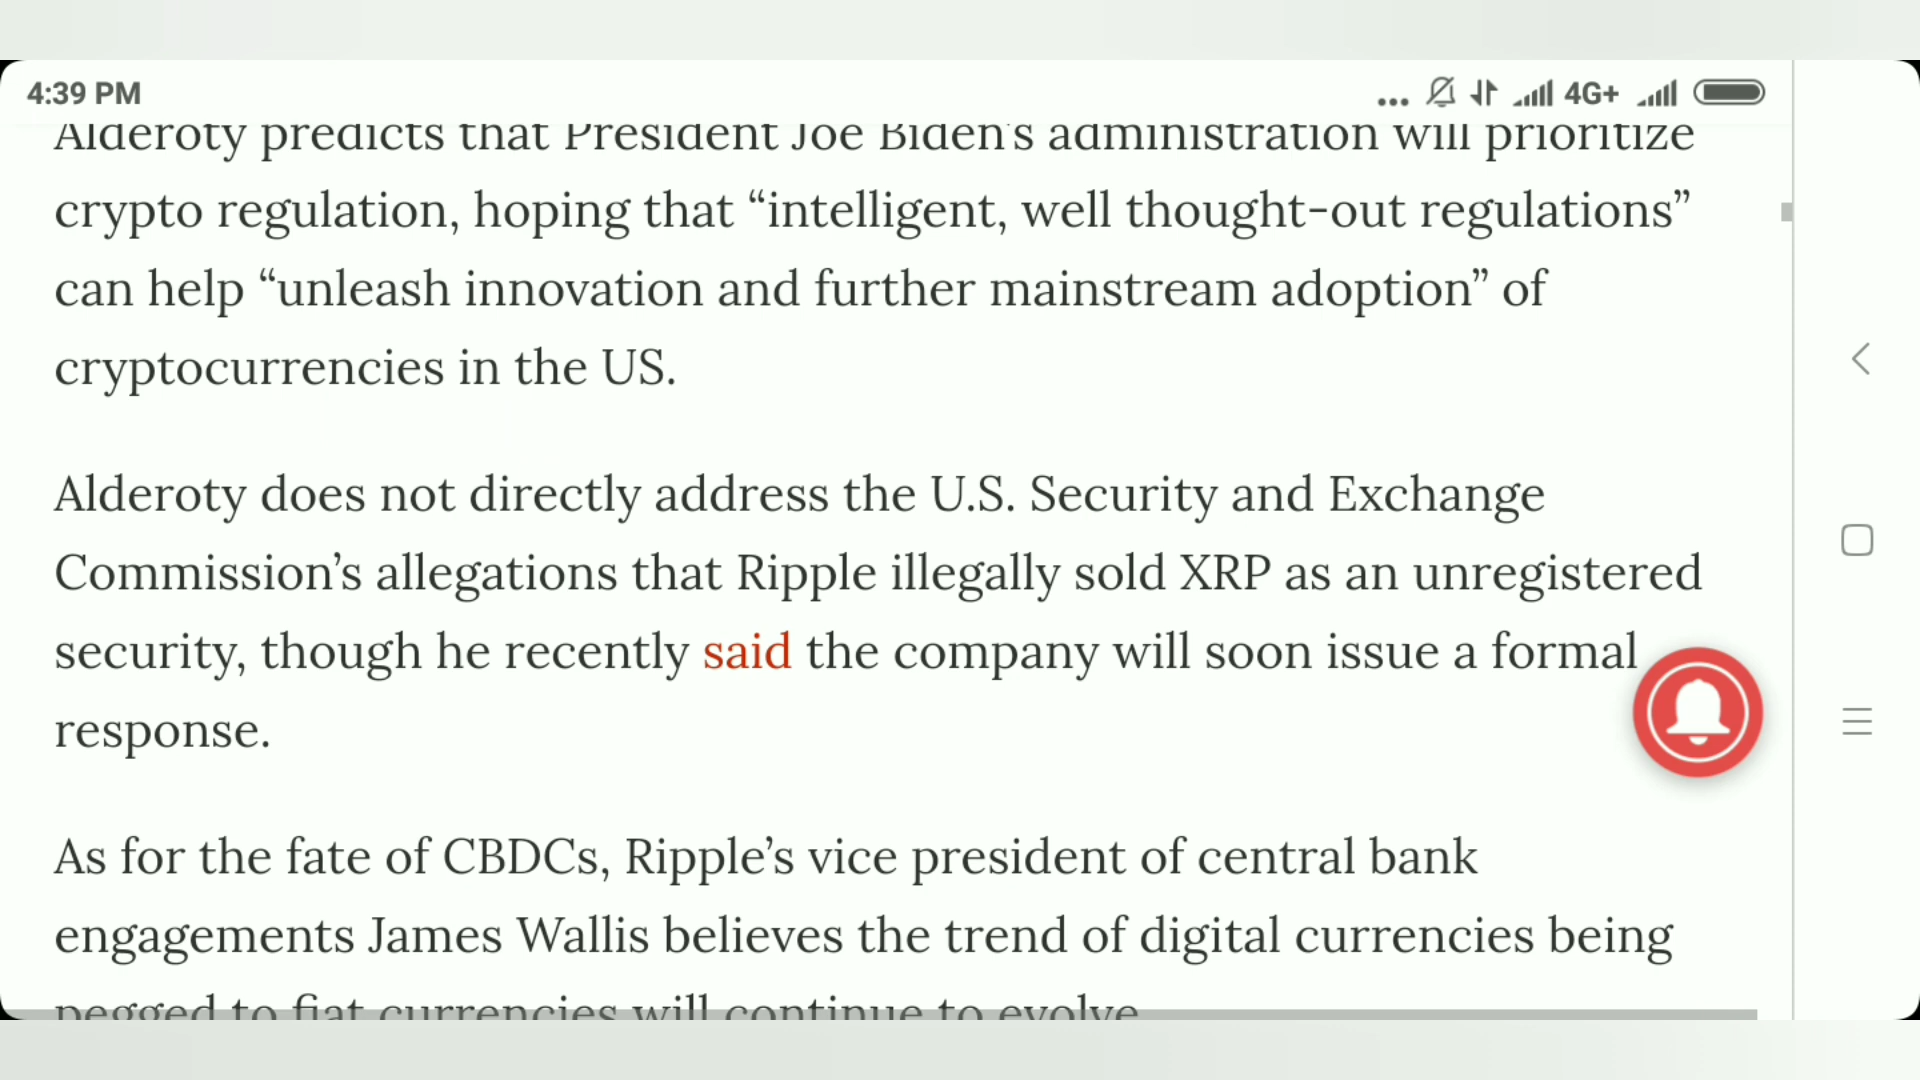 4:39 PM
4G+
Alderoty predicts that President Joe Biden's administration will prioritize
crypto regulation, hoping that “intelligent, well thought-out regulations”
can help “unleash innovation and further mainstream adoption” of
cryptocurrencies in the US.
Alderoty does not directly address the U.S. Security and Exchange
Commission’s allegations that Ripple illegally sold XRP as an unregistered
security, though he recently said the company will soon issue a formal
response.
As for the fate of CBDCs, Ripple’s vice president of central bank
engagements James Wallis believes the trend of digital currencies being
pegged to fiat currencies will continue to evolve